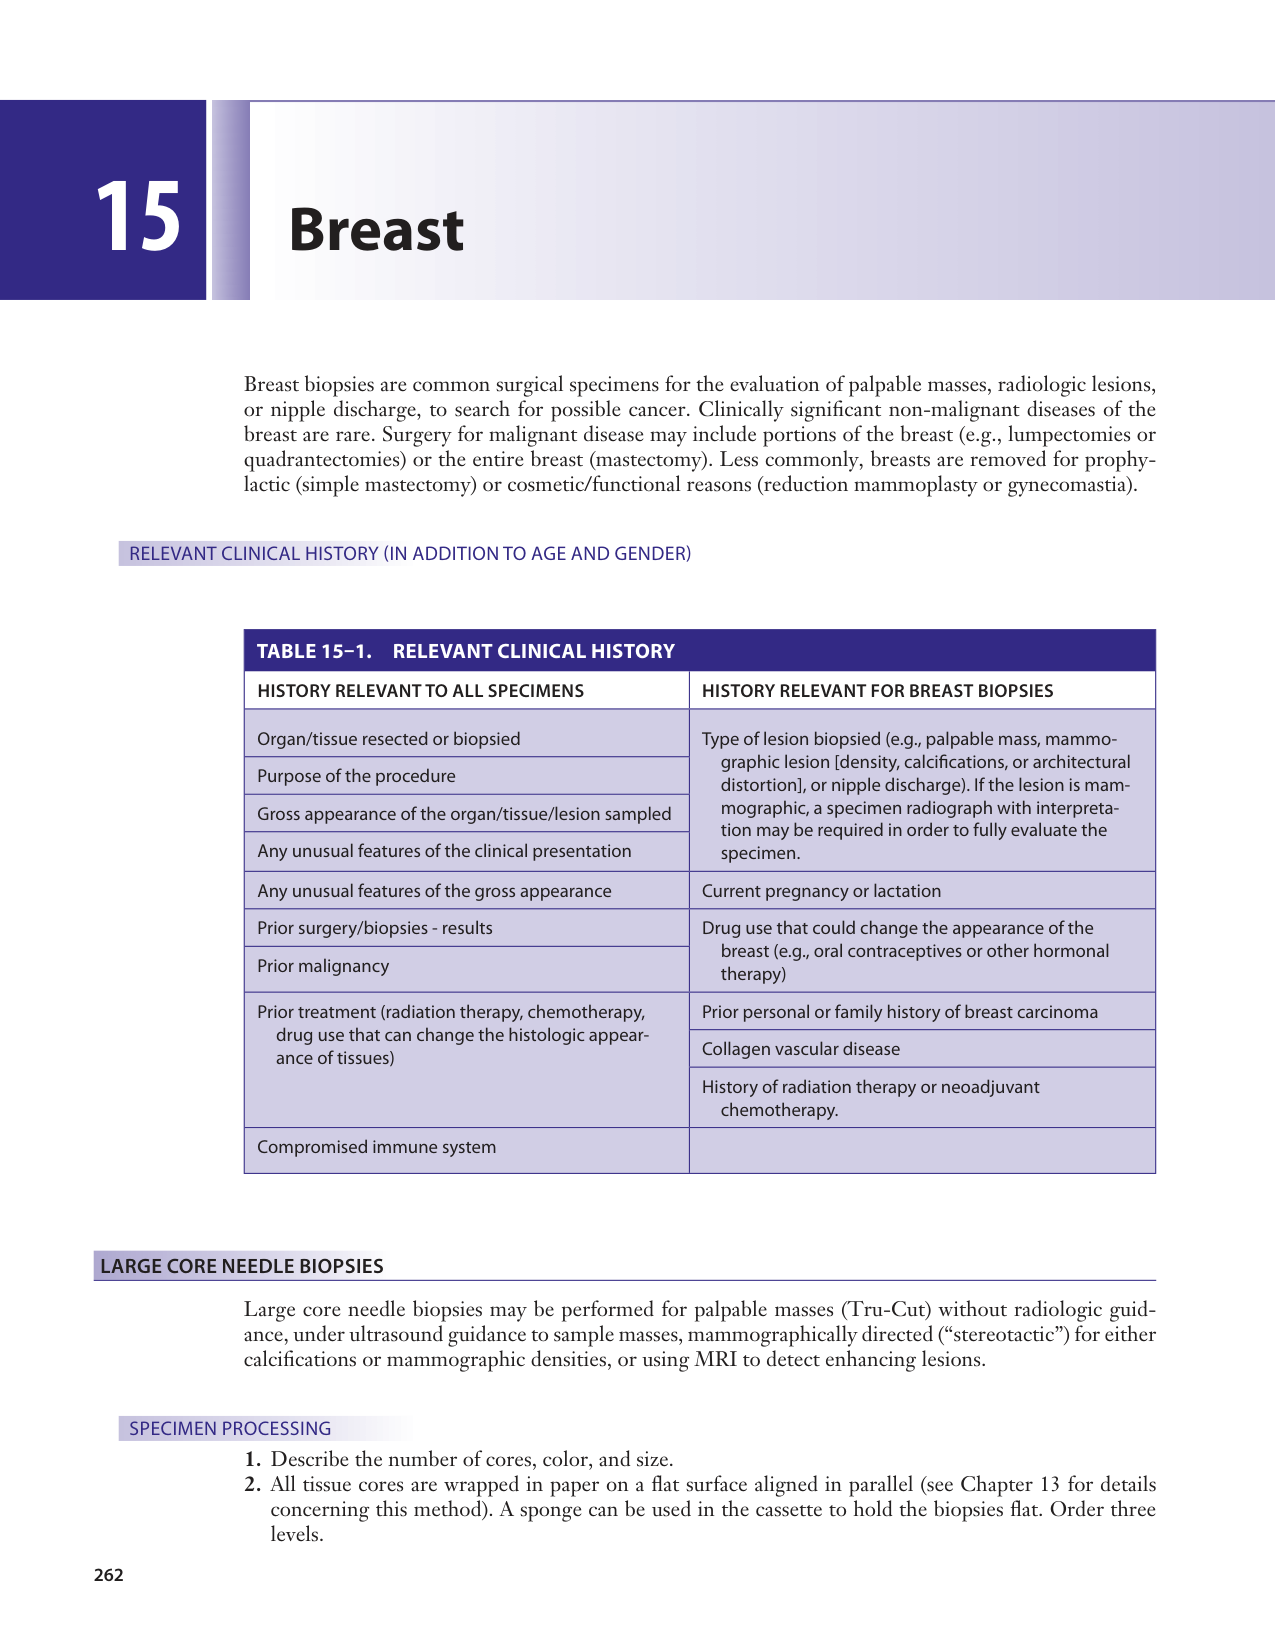 15
Breast
Breast biopsies are common surgical specimens for the evaluation of palpable masses, radiologic lesions,
or nipple discharge, to search for possible cancer. Clinically significant non-malignant diseases of the
breast are rare. Surgery for malignant disease may include portions of the breast (e.g., lumpectomies or
quadrantectomies) or the entire breast (mastectomy). Less commonly, breasts are removed for prophy-
lactic (simple mastectomy) or cosmetic/functional reasons (reduction mammoplasty or gynecomastia).
RELEVANT CLINICAL HISTORY (IN ADDITION TO AGE AND GENDER)
TABLE 15–1. RELEVANT CLINICAL HISTORY
HISTORY RELEVANT TO ALL SPECIMENS
Organ/tissue resected or biopsied
Purpose of the procedure
Gross appearance of the organ/tissue/lesion sampled
Any unusual features of the clinical presentation
Any unusual features of the gross appearance
Prior surgery/biopsies - results
Prior malignancy
Prior treatment (radiation therapy, chemotherapy,
drug use that can change the histologic appear-
ance of tissues)
Compromised immune system
HISTORY RELEVANT FOR BREAST BIOPSIES
Type of lesion biopsied (e.g., palpable mass, mammo-
graphic lesion [density, calcifications, or architectural
distortion], or nipple discharge). If the lesion is mam-
mographic, a specimen radiograph with interpreta-
tion may be required in order to fully evaluate the
specimen.
Current pregnancy or lactation
Drug use that could change the appearance of the
breast (e.g., oral contraceptives or other hormonal
therapy)
Prior personal or family history of breast carcinoma
Collagen vascular disease
History of radiation therapy or neoadjuvant
chemotherapy.
LARGE CORE NEEDLE BIOPSIES
Large core needle biopsies may be performed for palpable masses (Tru-Cut) without radiologic guid-
ance, under ultrasound guidance to sample masses, mammographically directed (“stereotactic”) for either
calcifications or mammographic densities, or using MRI to detect enhancing lesions.
SPECIMEN PROCESSING
1. Describe the number of cores, color, and size.
2. All tissue cores are wrapped in paper on a flat surface aligned in parallel (see Chapter 13 for details
concerning this method). A sponge can be used in the cassette to hold the biopsies flat. Order three
levels.
262